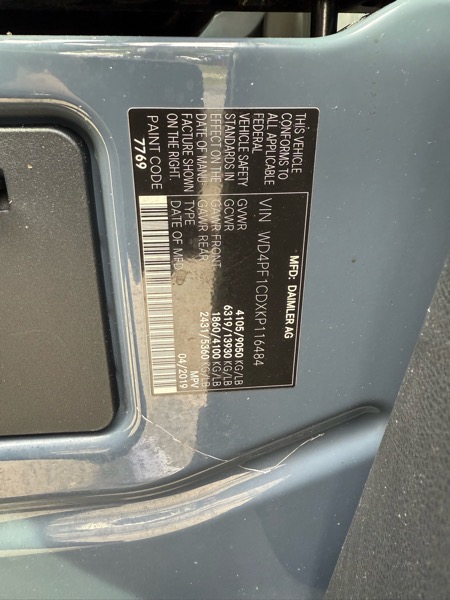 MFD: DAIMLER AG
VIN WD4PF1CDXKP116484
GVWR 4105/9050 KG/LB
GCWR 6319/13930 KG/LB
GAWR FRONT 1860/4100 KG/LB
GAWR REAR 2431/5360 KG/LB
TYPE MPV
DATE OF MFD. 04/2019
THIS VEHICLE
CONFORMS TO
ALL APPLICABLE
FEDERAL
VEHICLE SAFETY
STANDARDS IN
EFFECT ON THE
DATE OF MANU
FACTURE SHOWN
ON THE RIGHT.
PAINT CODE
7769